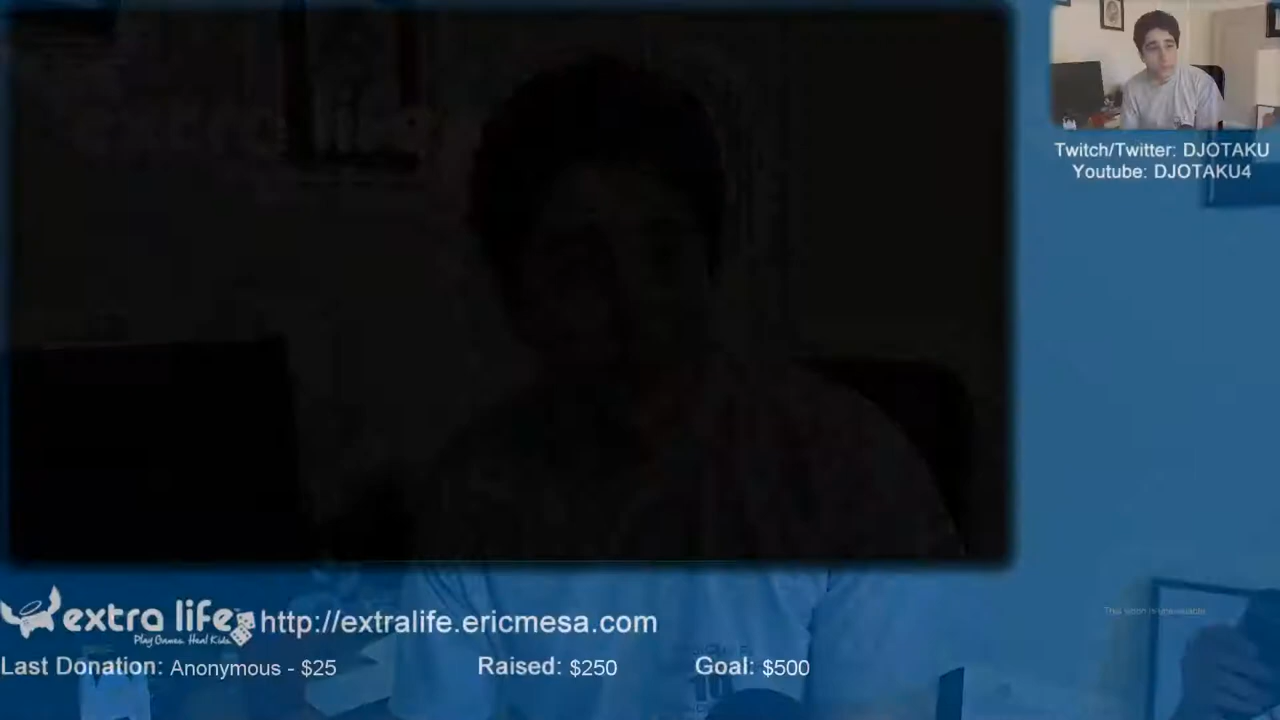 Twitch/Twitter: DJOTAKU
Youtube: DJOTAKU4
extra life
Play Games. Heal Kids.
http://extralife.ericmesa.com
Last Donation: Anonymous - $25 Raised: $250 Goal: $500